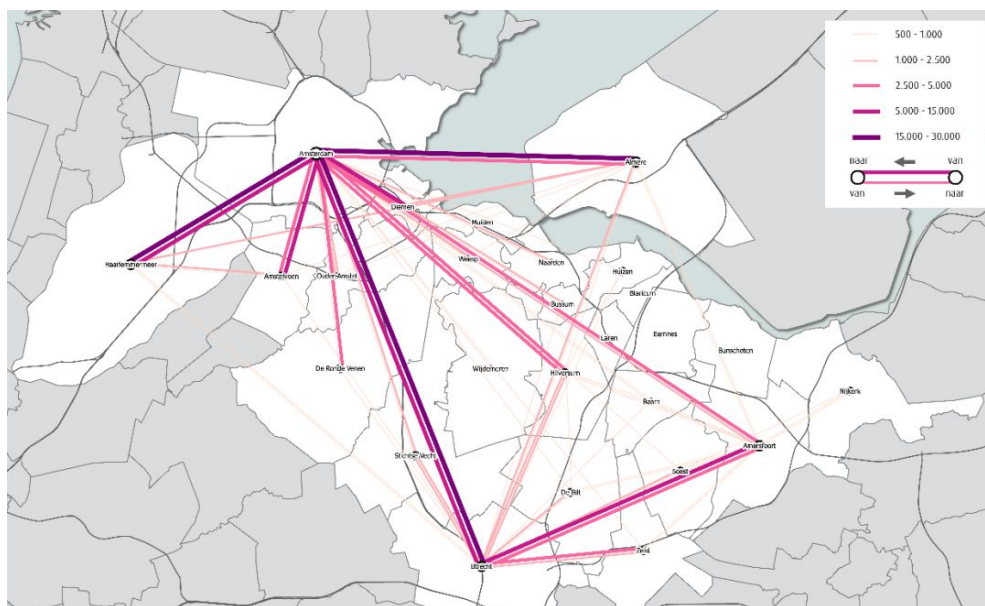 500 - 1.000
1.000 - 2.500
2.500 - 5.000
5.000 - 15.000
15.000 - 30.000
naar van
van naar
Amsterdam
Almere
Diemen
Muiden
Haarlemmermeer
Amstelveen
Ouder-Amstel
Weesp
Naarden
Huizen
Blaricum
Bussum
Laren
Eemnes
Bunschoten
De Ronde Venen
Wijdemeren
Hilversum
Baarn
Nijkerk
Amersfoort
Stichtse Vecht
Soest
De Bilt
Zeist
Utrecht